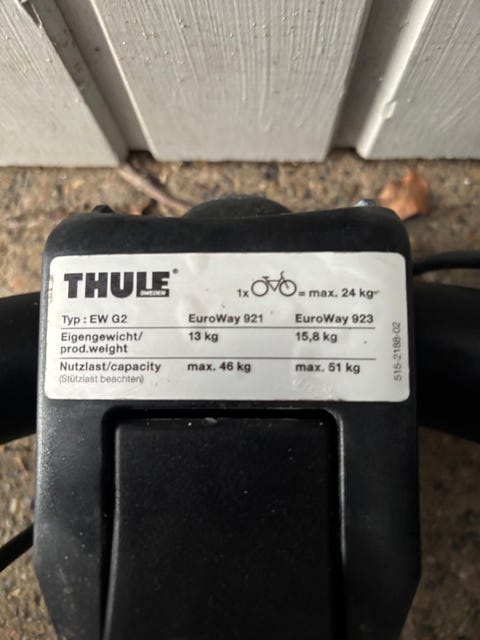 THULE®
SWEDEN
1x = max. 24 kg
Typ : EW G2 EuroWay 921 EuroWay 923
Eigengewicht/ 13 kg 15,8 kg
prod.weight
Nutzlast/capacity max. 46 kg max. 51 kg
(Stützlast beachten)
515-2188-02